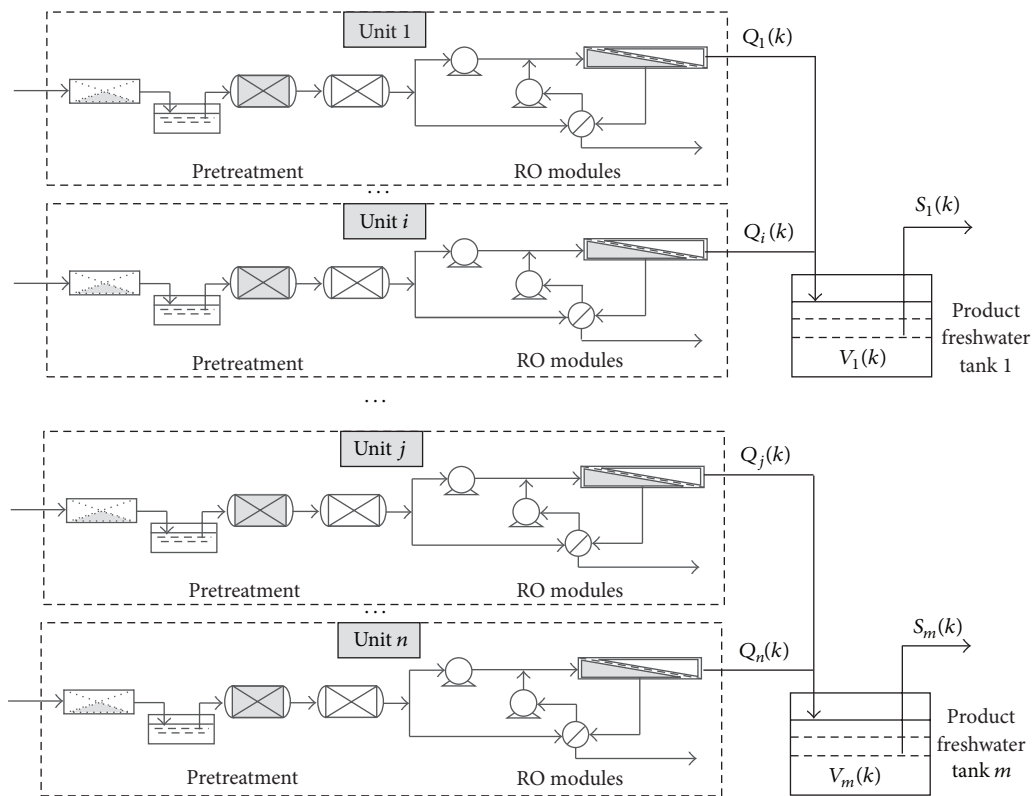 Unit 1
Q₁(k)
Pretreatment
RO modules
...
Unit i
S₁(k)
Qᵢ(k)
Pretreatment
RO modules
Product
freshwater
tank 1
V₁(k)
...
Unit j
Qⱼ(k)
Pretreatment
RO modules
...
Unit n
Sₘ(k)
Qₙ(k)
Pretreatment
RO modules
Product
freshwater
tank m
Vₘ(k)